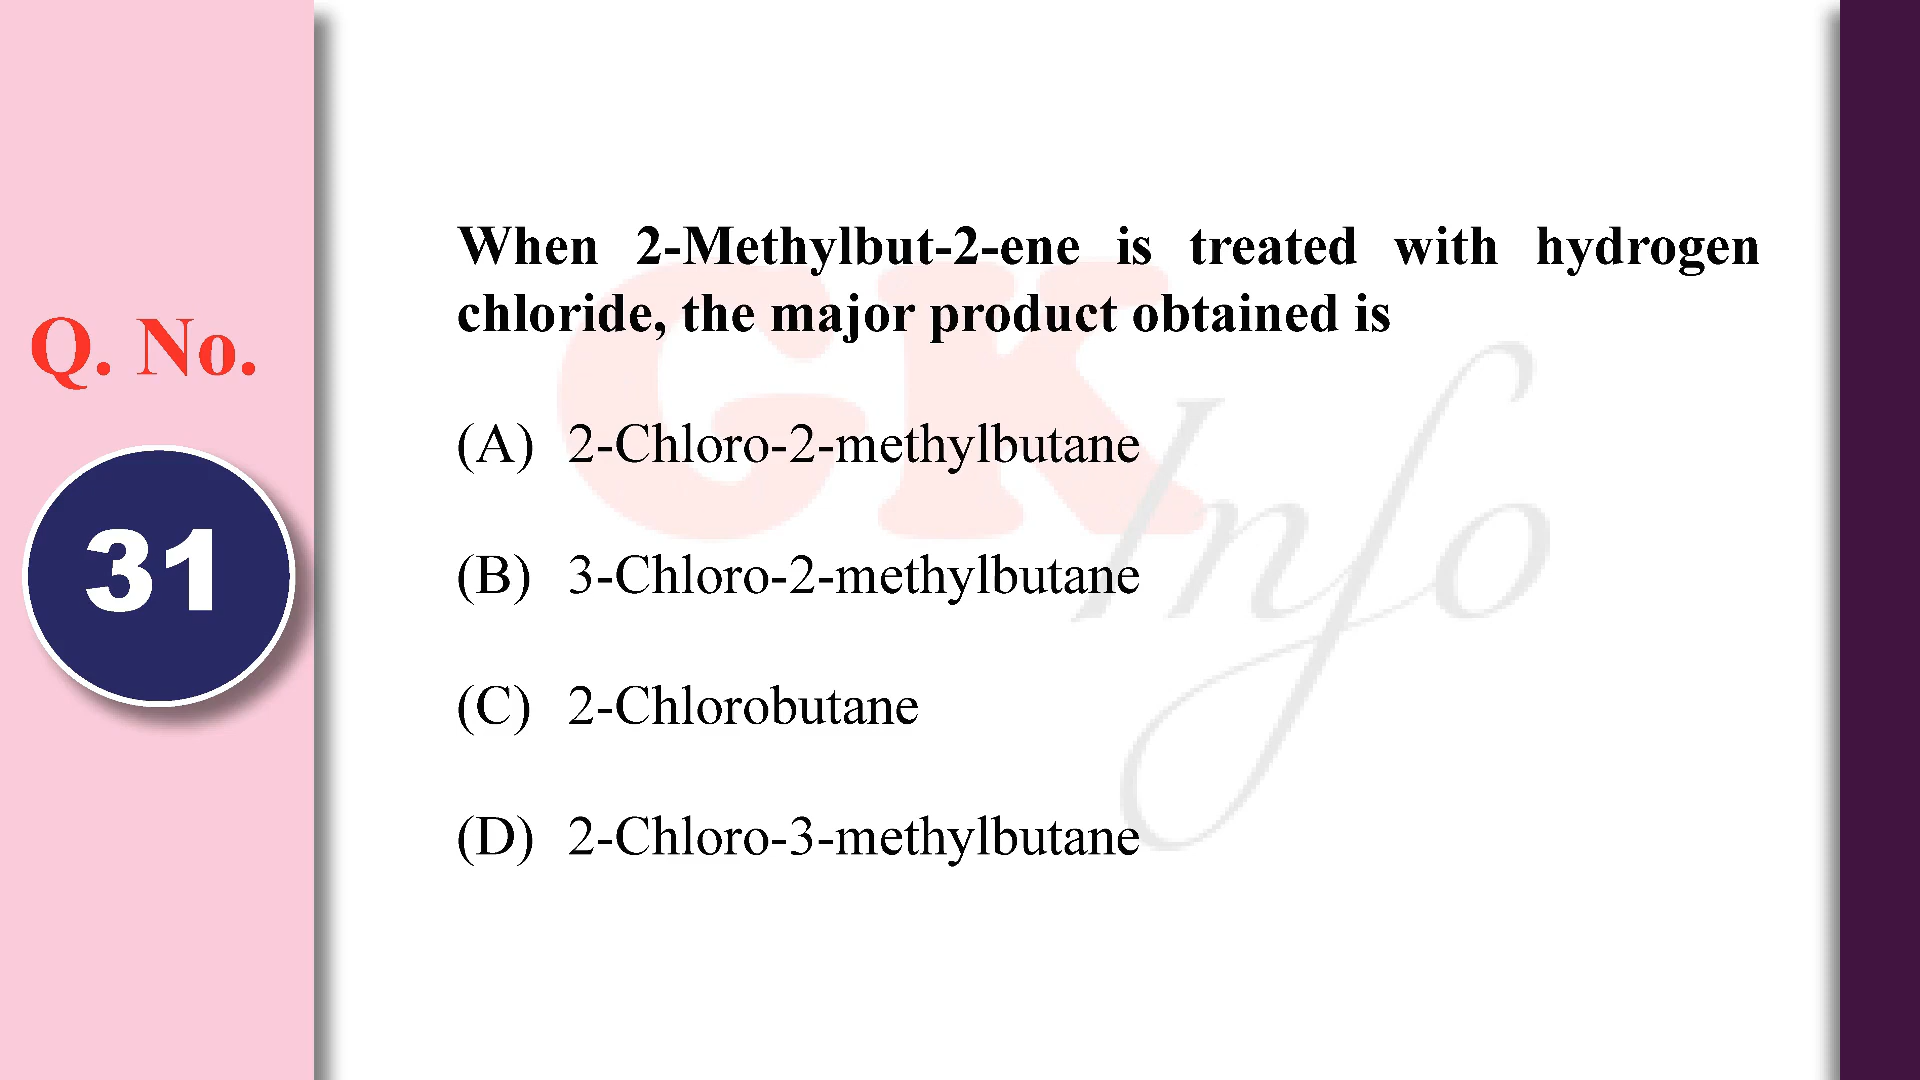 Q. No.
31
When 2-Methylbut-2-ene is treated with hydrogen
chloride, the major product obtained is
(A) 2-Chloro-2-methylbutane
(B) 3-Chloro-2-methylbutane
(C) 2-Chlorobutane
(D) 2-Chloro-3-methylbutane
GK
Info